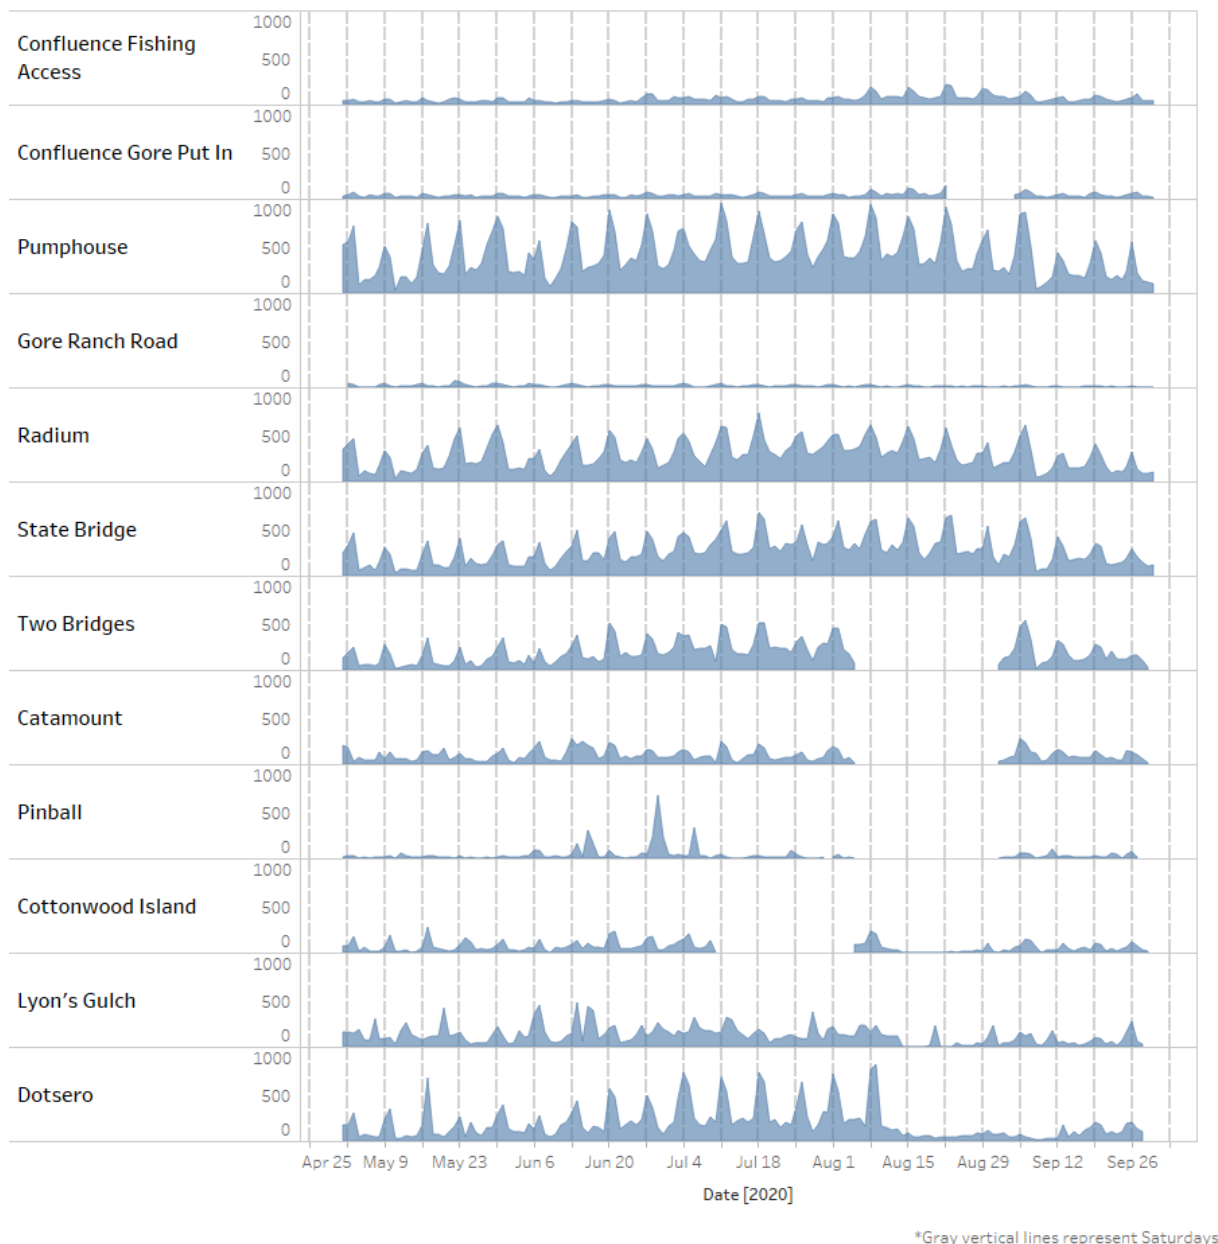 Confluence Fishing
Access
1000
500
0
Confluence Gore Put In
1000
500
0
Pumphouse
1000
500
0
Gore Ranch Road
1000
500
0
Radium
1000
500
0
State Bridge
1000
500
0
Two Bridges
1000
500
0
Catamount
1000
500
0
Pinball
1000
500
0
Cottonwood Island
1000
500
0
Lyon's Gulch
1000
500
0
Dotsero
1000
500
0
Apr 25 May 9 May 23 Jun 6 Jun 20 Jul 4 Jul 18 Aug 1 Aug 15 Aug 29 Sep 12 Sep 26
Date [2020]
*Gray vertical lines represent Saturdays